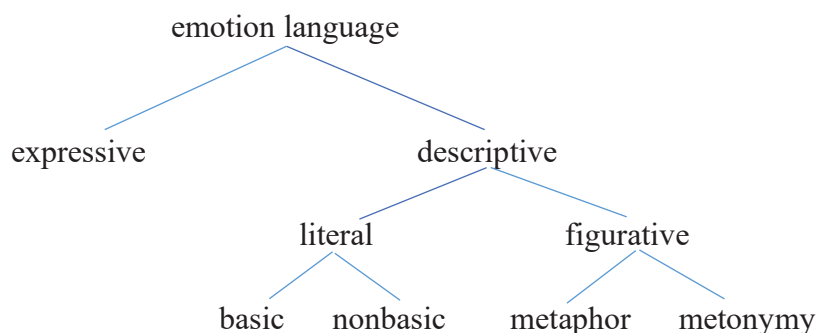 emotion language
expressive descriptive
literal figurative
basic nonbasic metaphor metonymy